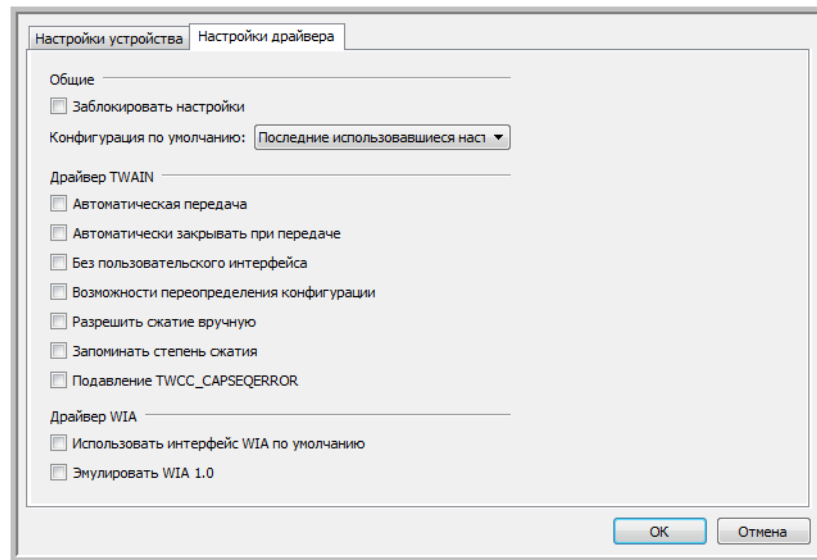 Настройки устройства
Настройки драйвера
Общие
Заблокировать настройки
Конфигурация по умолчанию: Последние использовавшиеся наст
Драйвер TWAIN
Автоматическая передача
Автоматически закрывать при передаче
Без пользовательского интерфейса
Возможности переопределения конфигурации
Разрешить сжатие вручную
Запоминать степень сжатия
Подавление TWCC_CAPSEQERROR
Драйвер WIA
Использовать интерфейс WIA по умолчанию
Эмулировать WIA 1.0
OK
Отмена